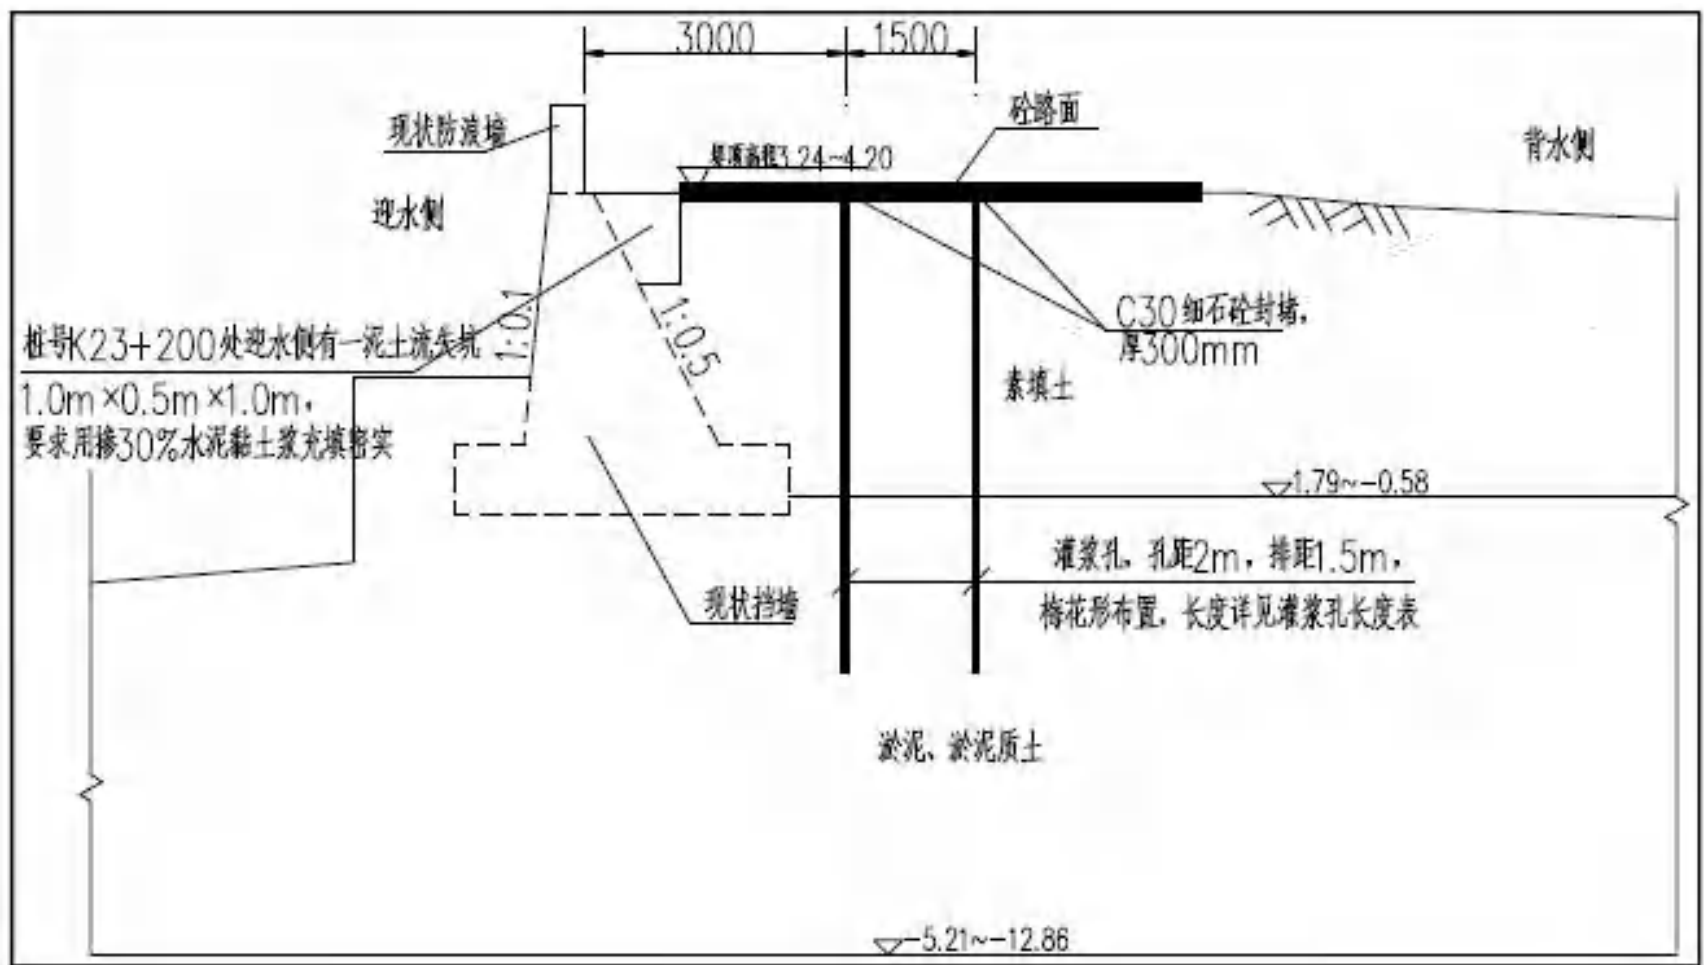 3000
1500
现状防浪墙
砼路面
堤顶高程3.24~4.20
背水侧
迎水侧
1:0.1
1:0.5
C30细石砼封堵,
厚300mm
桩号K23+200处迎水侧有一泥土流失坑
1.0m×0.5m×1.0m,
要求用掺30%水泥黏土浆充填密实
素填土
1.79~-0.58
灌浆孔, 孔距2m, 排距1.5m,
梅花形布置, 长度详见灌浆孔长度表
现状挡墙
淤泥、淤泥质土
-5.21~-12.86